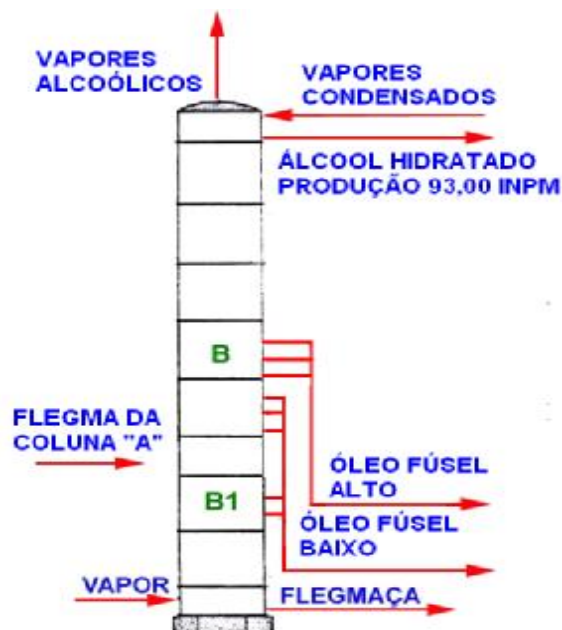 VAPORES
ALCOÓLICOS
VAPORES
CONDENSADOS
ÁLCOOL HIDRATADO
PRODUÇÃO 93,00 INPM
B
FLEGMA DA
COLUNA "A"
B1
ÓLEO FÚSEL
ALTO
ÓLEO FÚSEL
BAIXO
VAPOR
FLEGMAÇA